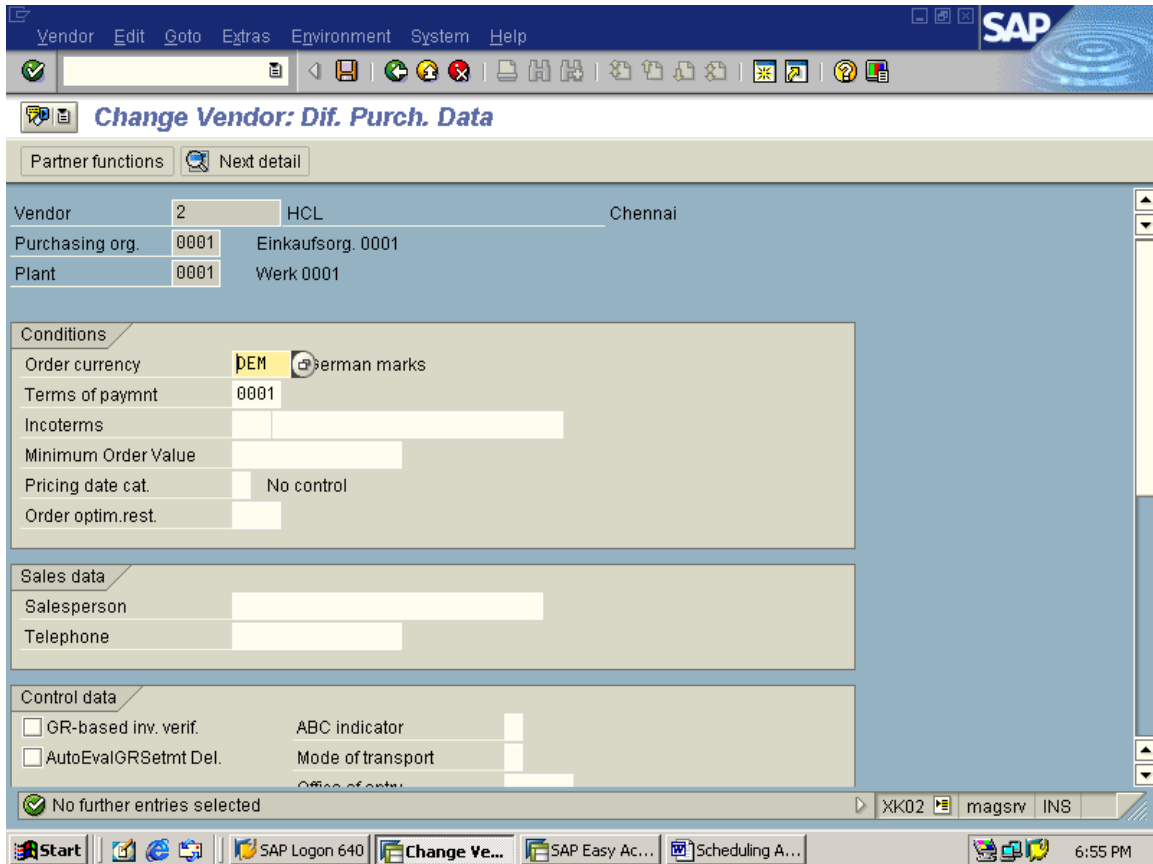 Vendor Edit Goto Extras Environment System Help
SAP
Change Vendor: Dif. Purch. Data
Partner functions Next detail
Vendor 2 HCL Chennai
Purchasing org. 0001 Einkaufsorg. 0001
Plant 0001 Werk 0001
Conditions
Order currency DEM German marks
Terms of paymnt 0001
Incoterms
Minimum Order Value
Pricing date cat. No control
Order optim.rest.
Sales data
Salesperson
Telephone
Control data
GR-based inv. verif. ABC indicator
AutoEvalGRSetmt Del. Mode of transport
Office of entry
No further entries selected XK02 magsrv INS
Start SAP Logon 640 Change Ve... SAP Easy Ac... Scheduling A... 6:55 PM